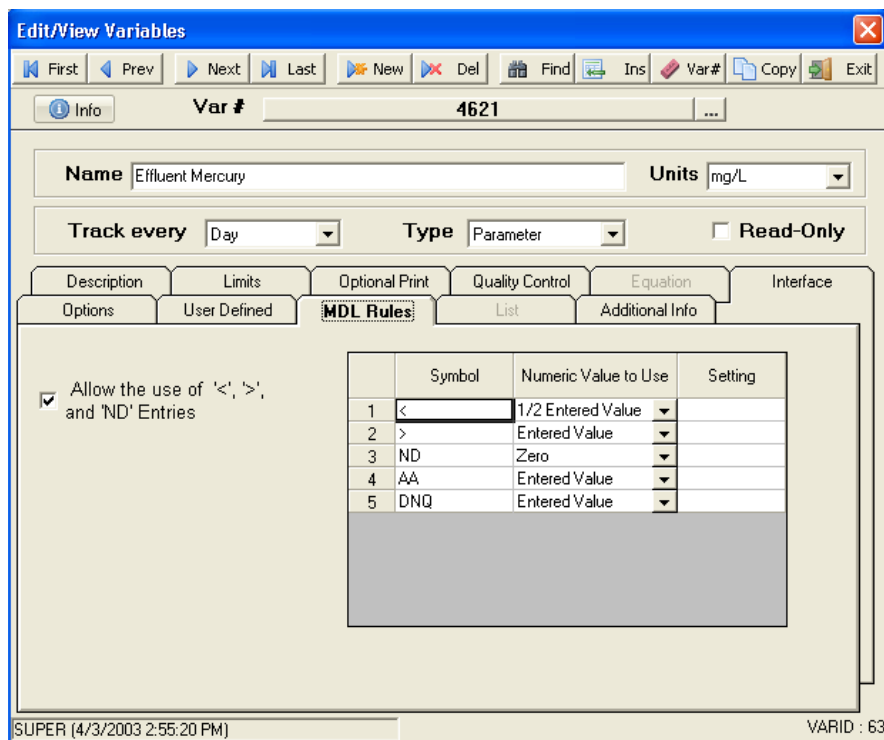 Edit/View Variables
First Prev Next Last New Del Find Ins Var# Copy Exit
Info Var # 4621 ...
Name Effluent Mercury Units mg/L
Track every Day Type Parameter Read-Only
Description Limits Optional Print Quality Control Equation Interface
Options User Defined MDL Rules List Additional Info
Allow the use of '<', '>',
and 'ND' Entries
Symbol Numeric Value to Use Setting
1 < 1/2 Entered Value
2 > Entered Value
3 ND Zero
4 AA Entered Value
5 DNQ Entered Value
SUPER (4/3/2003 2:55:20 PM) VARID : 63